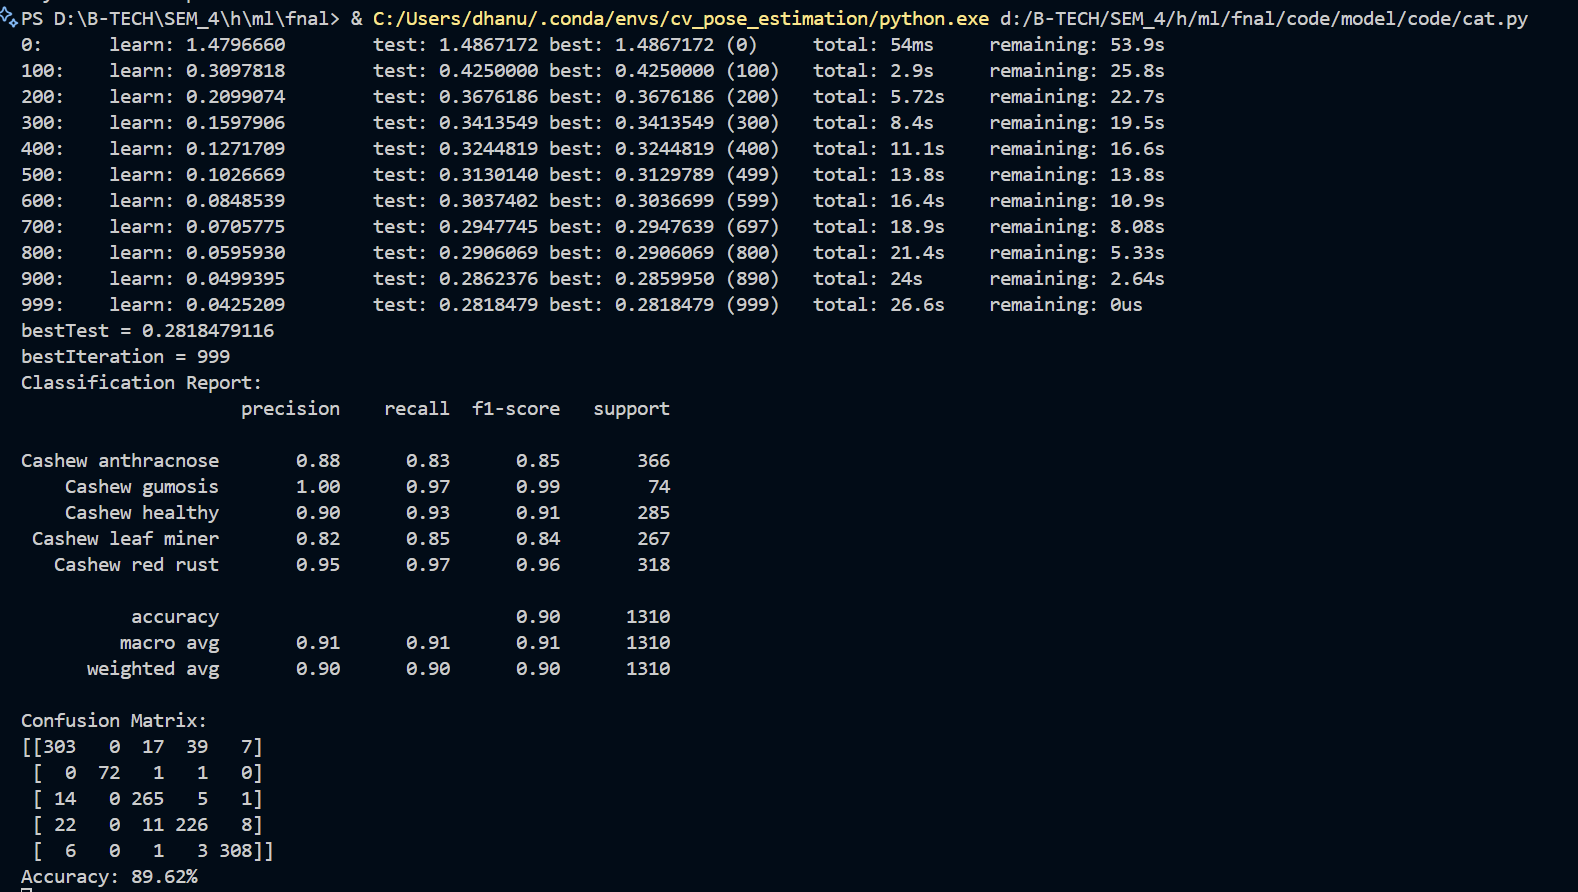 PS D:\B-TECH\SEM_4\h\ml\fnal> & C:/Users/dhanu/.conda/envs/cv_pose_estimation/python.exe d:/B-TECH/SEM_4/h/ml/fnal/code/model/code/cat.py
0: learn: 1.4796660 test: 1.4867172 best: 1.4867172 (0) total: 54ms remaining: 53.9s
100: learn: 0.3097818 test: 0.4250000 best: 0.4250000 (100) total: 2.9s remaining: 25.8s
200: learn: 0.2099074 test: 0.3676186 best: 0.3676186 (200) total: 5.72s remaining: 22.7s
300: learn: 0.1597906 test: 0.3413549 best: 0.3413549 (300) total: 8.4s remaining: 19.5s
400: learn: 0.1271709 test: 0.3244819 best: 0.3244819 (400) total: 11.1s remaining: 16.6s
500: learn: 0.1026669 test: 0.3130140 best: 0.3129789 (499) total: 13.8s remaining: 13.8s
600: learn: 0.0848539 test: 0.3037402 best: 0.3036699 (599) total: 16.4s remaining: 10.9s
700: learn: 0.0705775 test: 0.2947745 best: 0.2947639 (697) total: 18.9s remaining: 8.08s
800: learn: 0.0595930 test: 0.2906069 best: 0.2906069 (800) total: 21.4s remaining: 5.33s
900: learn: 0.0499395 test: 0.2862376 best: 0.2859950 (890) total: 24s remaining: 2.64s
999: learn: 0.0425209 test: 0.2818479 best: 0.2818479 (999) total: 26.6s remaining: 0us
bestTest = 0.2818479116
bestIteration = 999
Classification Report:
precision recall f1-score support
Cashew anthracnose 0.88 0.83 0.85 366
Cashew gumosis 1.00 0.97 0.99 74
Cashew healthy 0.90 0.93 0.91 285
Cashew leaf miner 0.82 0.85 0.84 267
Cashew red rust 0.95 0.97 0.96 318
accuracy 0.90 1310
macro avg 0.91 0.91 0.91 1310
weighted avg 0.90 0.90 0.90 1310
Confusion Matrix:
[[303 0 17 39 7]
[ 0 72 1 1 0]
[ 14 0 265 5 1]
[ 22 0 11 226 8]
[ 6 0 1 3 308]]
Accuracy: 89.62%